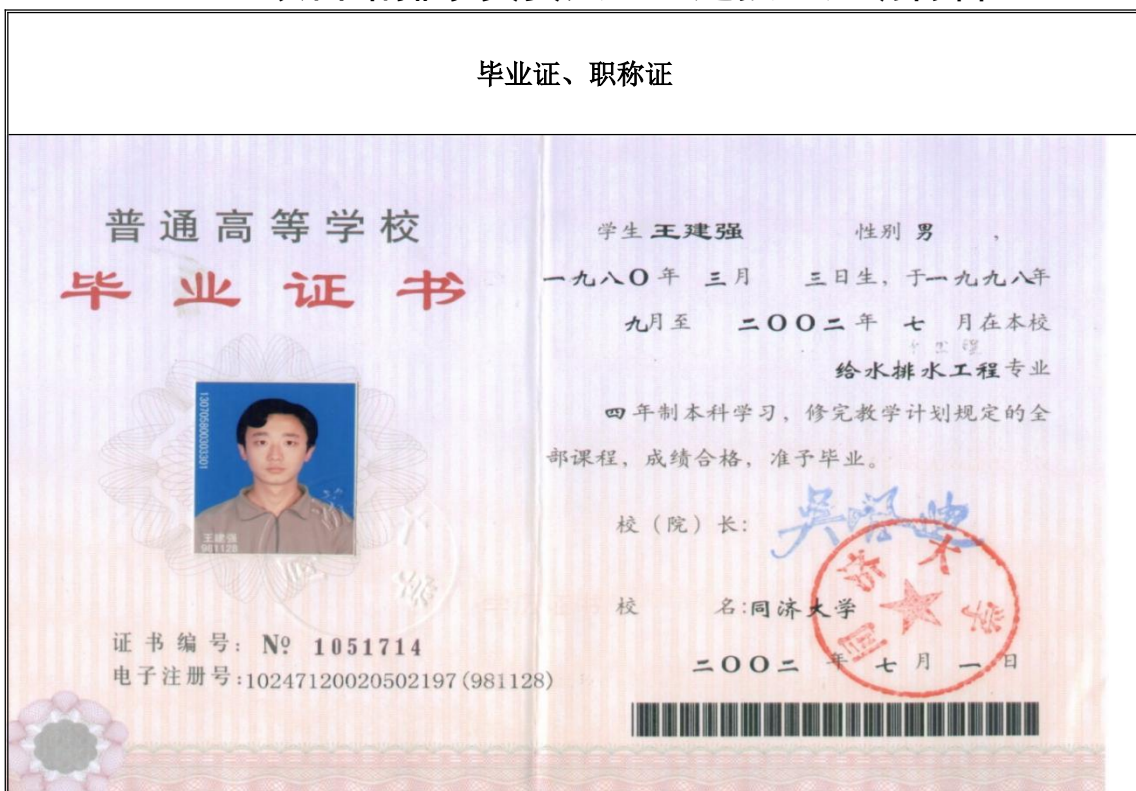 毕业证、职称证
普通高等学校
毕业证书
13070580030301
王建强
981128
证书编号: № 1051714
电子注册号:10247120020502197(981128)
学生 王建强 性别 男 ,
一九八〇年 三月 三日生, 于一九九八年
九月至 二〇〇二年 七 月在本校
给水排水工程专业
四年制本科学习, 修完教学计划规定的全
部课程, 成绩合格, 准予毕业。
校（院）长:
校 名:同济大学
同济大学
二〇〇二 年 七 月 一 日